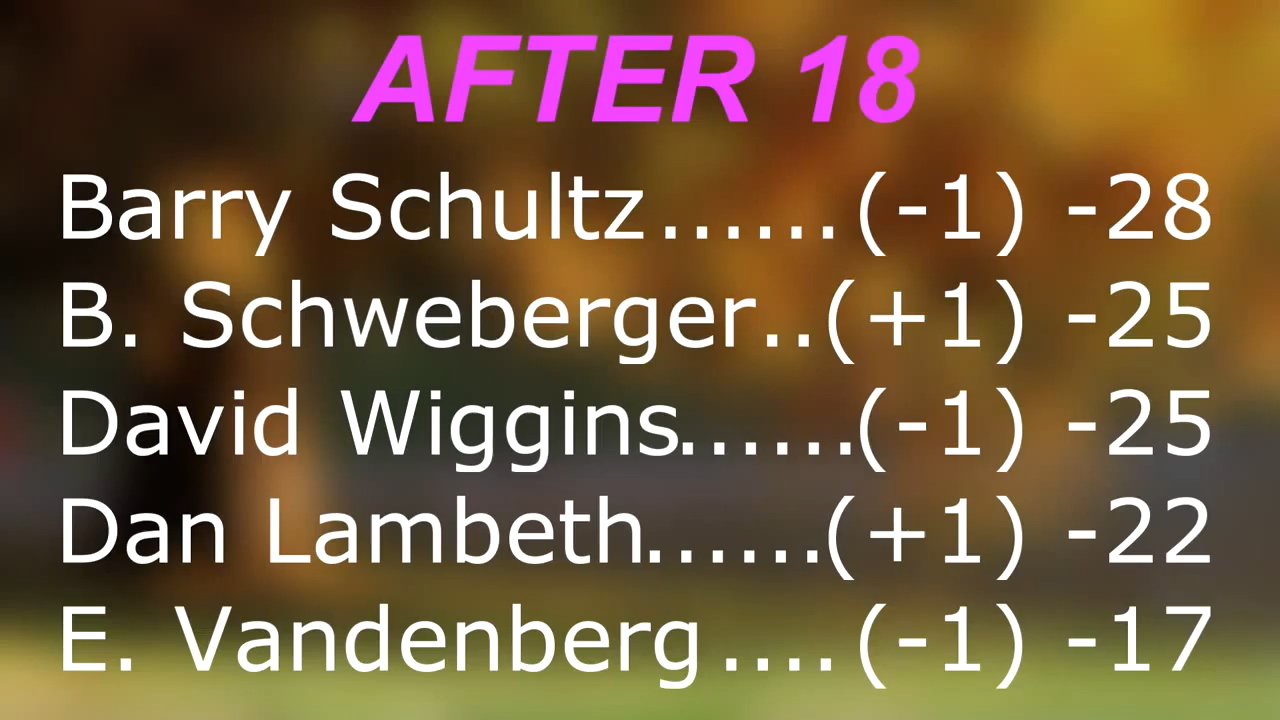 AFTER 18
Barry Schultz......(-1) -28
B. Schweberger..(+1) -25
David Wiggins......(-1) -25
Dan Lambeth......(+1) -22
E. Vandenberg....(-1) -17